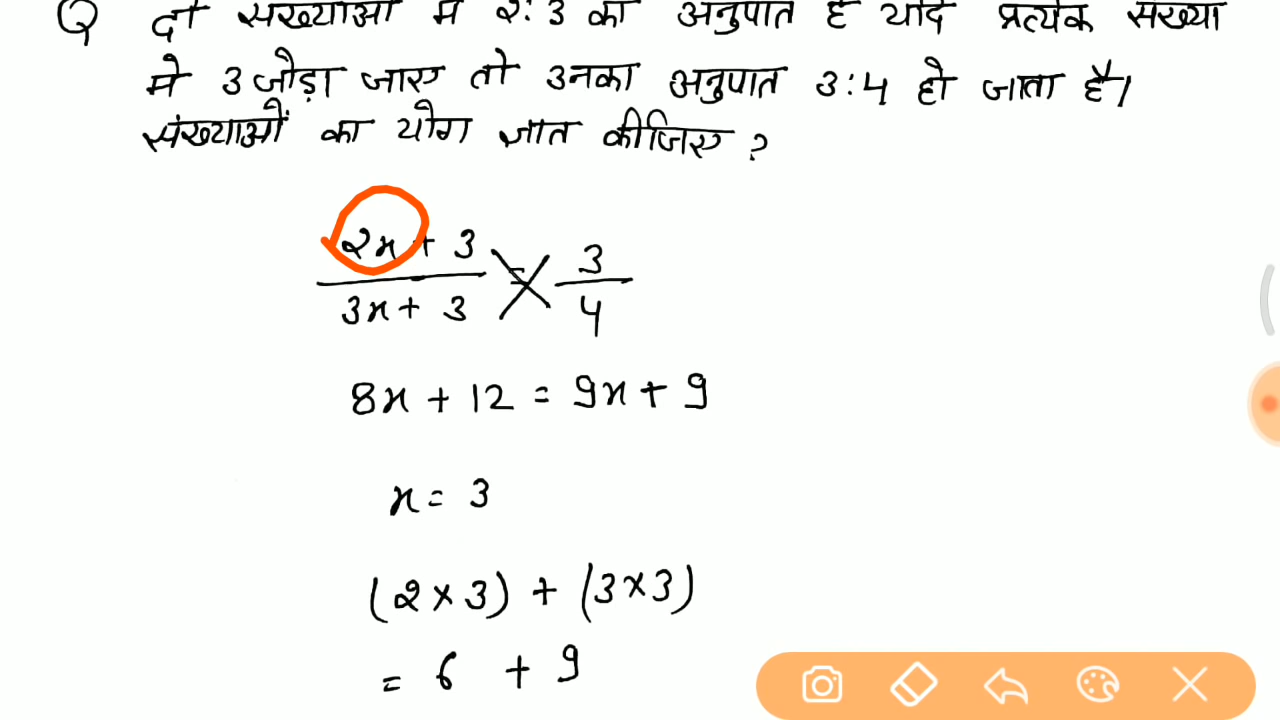 Q दो संख्याओं में 2:3 का अनुपात है यदि प्रत्येक संख्या
मे 3 जोड़ा जाए तो उनका अनुपात 3:4 हो जाता है।
संख्याओं का योग ज्ञात कीजिए ?
2x + 3 / 3x + 3 = 3 / 4
8x + 12 = 9x + 9
x = 3
(2 × 3) + (3 × 3)
= 6 + 9